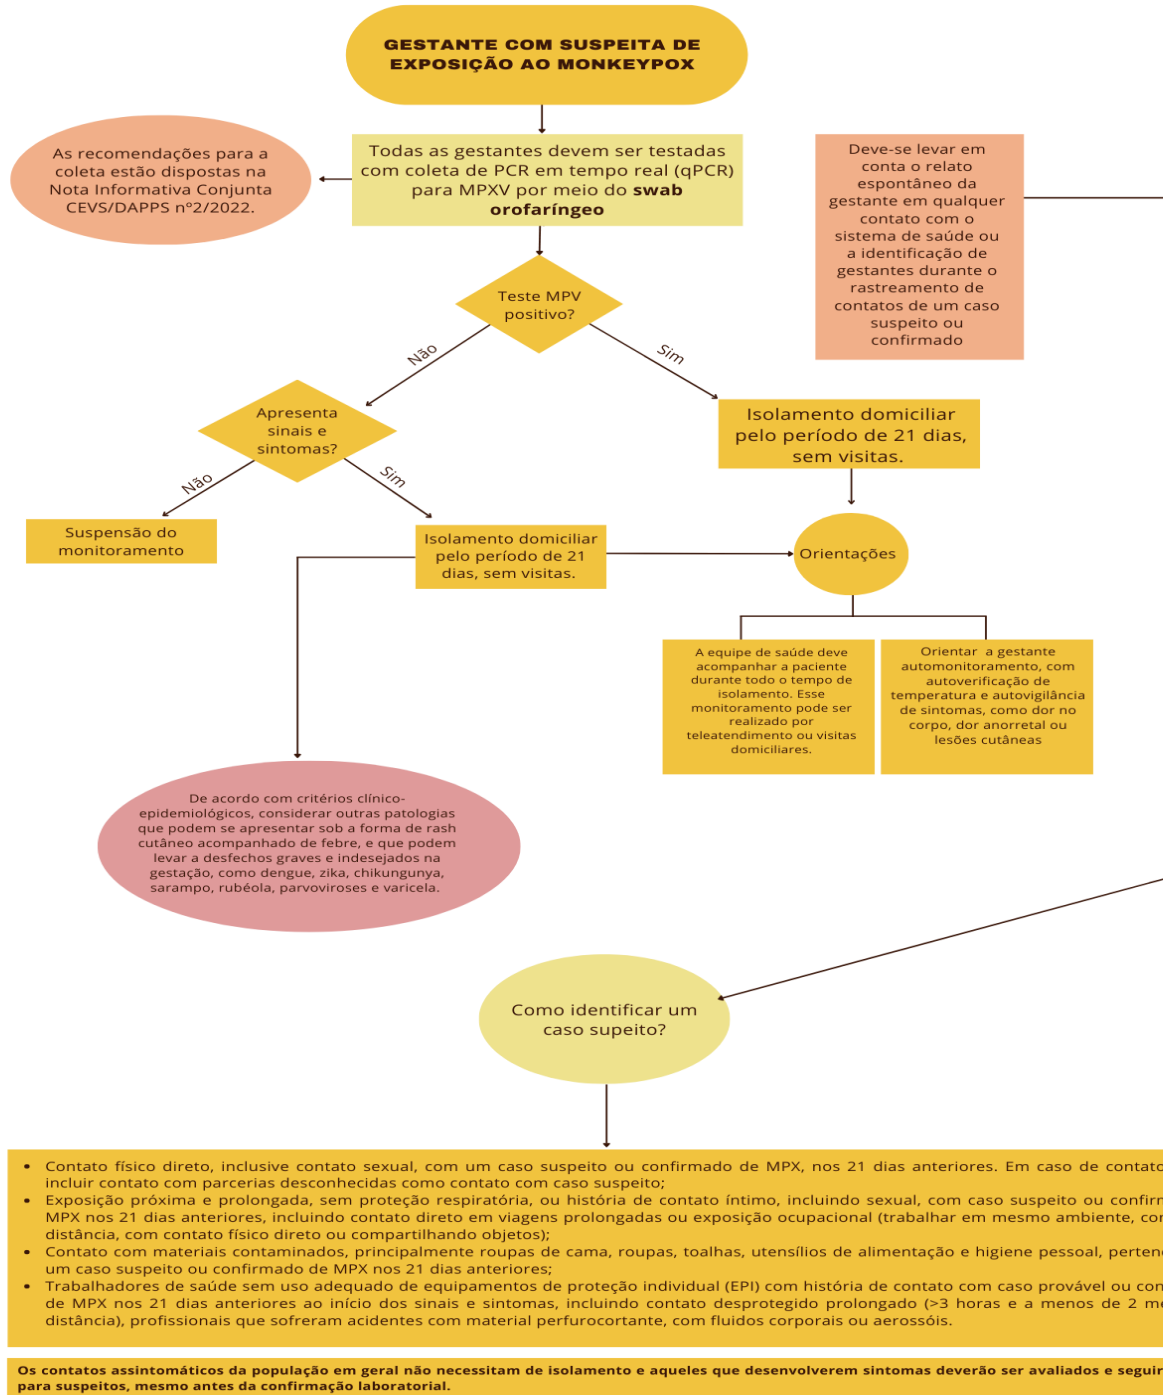 GESTANTE COM SUSPEITA DE
EXPOSIÇÃO AO MONKEYPOX
Todas as gestantes devem ser testadas
com coleta de PCR em tempo real (qPCR)
para MPXV por meio do swab
orofaríngeo
As recomendações para a
coleta estão dispostas na
Nota Informativa Conjunta
CEVS/DAPPS nº2/2022.
Deve-se levar em
conta o relato
espontâneo da
gestante em qualquer
contato com o
sistema de saúde ou
a identificação de
gestantes durante o
rastreamento de
contatos de um caso
suspeito ou
confirmado
Teste MPV
positivo?
Não
Sim
Apresenta
sinais e
sintomas?
Isolamento domiciliar
pelo período de 21 dias,
sem visitas.
Não
Sim
Suspensão do
monitoramento
Isolamento domiciliar
pelo período de 21
dias, sem visitas.
Orientações
A equipe de saúde deve
acompanhar a paciente
durante todo o tempo de
isolamento. Esse
monitoramento pode ser
realizado por
teleatendimento ou visitas
domiciliares.
Orientar a gestante
automonitoramento, com
autoverificação de
temperatura e autovigilância
de sintomas, como dor no
corpo, dor anorretal ou
lesões cutâneas
De acordo com critérios clínico-
epidemiológicos, considerar outras patologias
que podem se apresentar sob a forma de rash
cutâneo acompanhado de febre, e que podem
levar a desfechos graves e indesejados na
gestação, como dengue, zika, chikungunya,
sarampo, rubéola, parvoviroses e varicela.
Como identificar um
caso supeito?
• Contato físico direto, inclusive contato sexual, com um caso suspeito ou confirmado de MPX, nos 21 dias anteriores. Em caso de contato
incluir contato com parcerias desconhecidas como contato com caso suspeito;
• Exposição próxima e prolongada, sem proteção respiratória, ou história de contato íntimo, incluindo sexual, com caso suspeito ou
MPX nos 21 dias anteriores, incluindo contato direto em viagens prolongadas ou exposição ocupacional (trabalhar em mesmo ambiente,
distância, com contato físico direto ou compartilhando objetos);
• Contato com materiais contaminados, principalmente roupas de cama, roupas, toalhas, utensílios de alimentação e higiene pessoal,
um caso suspeito ou confirmado de MPX nos 21 dias anteriores;
• Trabalhadores de saúde sem uso adequado de equipamentos de proteção individual (EPI) com história de contato com caso provável ou
de MPX nos 21 dias anteriores ao início dos sinais e sintomas, incluindo contato desprotegido prolongado (>3 horas e a menos de 2
distância), profissionais que sofreram acidentes com material perfurocortante, com fluidos corporais ou aerossóis.
Os contatos assintomáticos da população em geral não necessitam de isolamento e aqueles que desenvolverem sintomas deverão ser avaliados e
para suspeitos, mesmo antes da confirmação laboratorial.